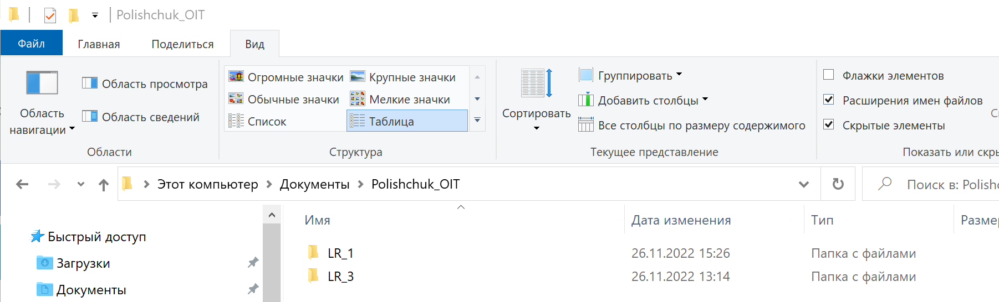 Polishchuk_OIT
Файл Главная Поделиться Вид
Область навигации
Область просмотра
Область сведений
Области
Огромные значки Крупные значки
Обычные значки Мелкие значки
Список Таблица
Структура
Сортировать
Группировать
Добавить столбцы
Все столбцы по размеру содержимого
Текущее представление
Флажки элементов
Расширения имен файлов
Скрытые элементы
Показать или
Этот компьютер Документы Polishchuk_OIT
Поиск в:
Быстрый доступ
Загрузки
Документы
Имя Дата изменения Тип
LR_1 26.11.2022 15:26 Папка с файлами
LR_3 26.11.2022 13:14 Папка с файлами